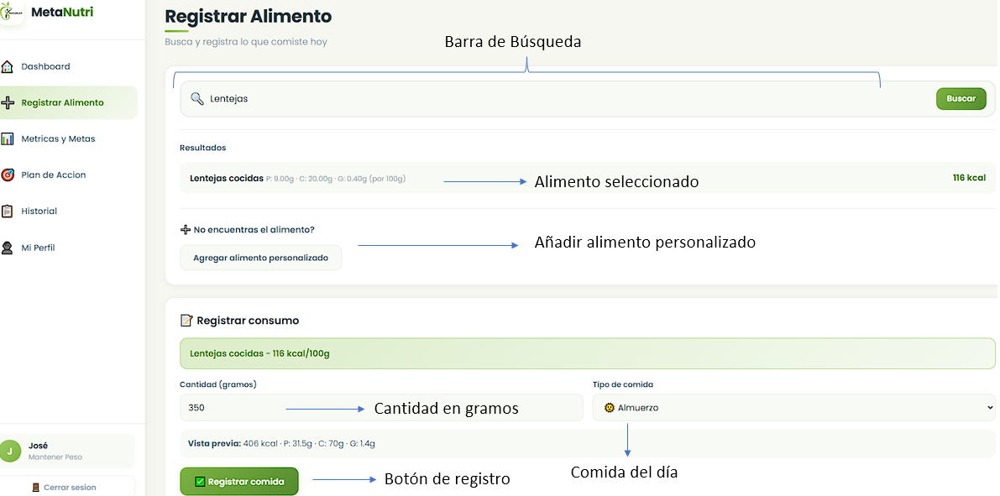 MetaNutri
Dashboard
Registrar Alimento
Metricas y Metas
Plan de Accion
Historial
Mi Perfil
J
José
Mantener Peso
Cerrar sesion
Registrar Alimento
Busca y registra lo que comiste hoy
Barra de Búsqueda
Lentejas
Buscar
Resultados
Lentejas cocidas P: 9.00g · C: 20.00g · G: 0.40g (por 100g)
Alimento seleccionado
116 kcal
No encuentras el alimento?
Agregar alimento personalizado
Añadir alimento personalizado
Registrar consumo
Lentejas cocidas - 116 kcal/100g
Cantidad (gramos)
350
Cantidad en gramos
Tipo de comida
Almuerzo
Vista previa: 406 kcal · P: 31.5g · C: 70g · G: 1.4g
Comida del día
Registrar comida
Botón de registro